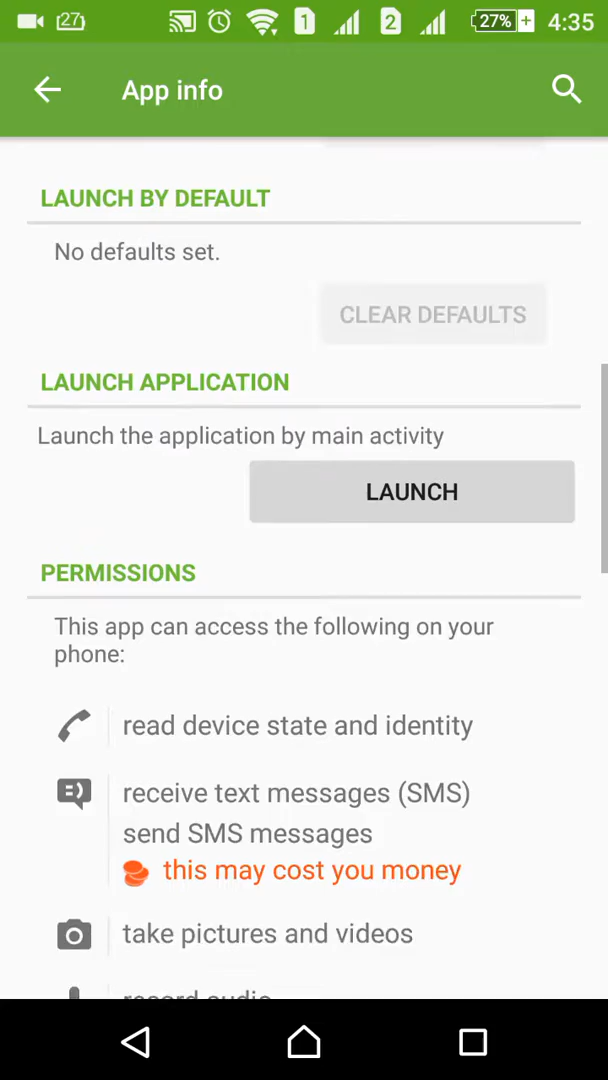 27 1 2 27% 4:35
App info
LAUNCH BY DEFAULT
No defaults set.
CLEAR DEFAULTS
LAUNCH APPLICATION
Launch the application by main activity
LAUNCH
PERMISSIONS
This app can access the following on your
phone:
read device state and identity
receive text messages (SMS)
send SMS messages
this may cost you money
take pictures and videos
record audio